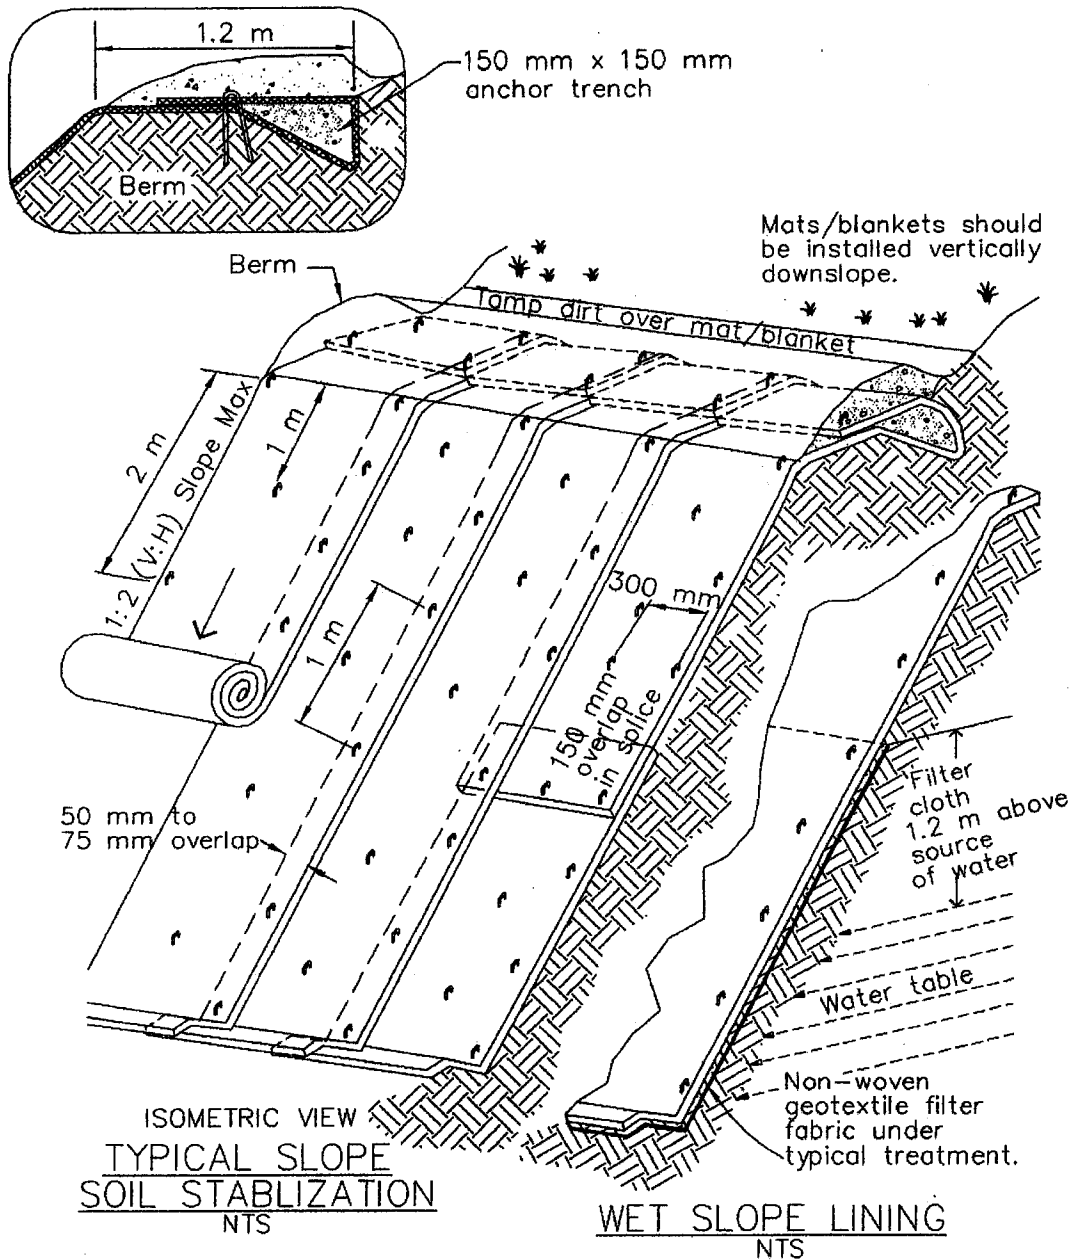 1.2 m
150 mm x 150 mm
anchor trench
Berm
Mats/blankets should
be installed vertically
downslope.
Berm
Tamp dirt over mat/blanket
2 m
1:2 (V:H) Slope Max
1 m
300 mm
1 m
150 mm
overlap
in splice
50 mm to
75 mm overlap
Filter
cloth
1.2 m above
source
of water
Water table
Non-woven
geotextile filter
fabric under
typical treatment.
ISOMETRIC VIEW
TYPICAL SLOPE
SOIL STABLIZATION
NTS
WET SLOPE LINING
NTS